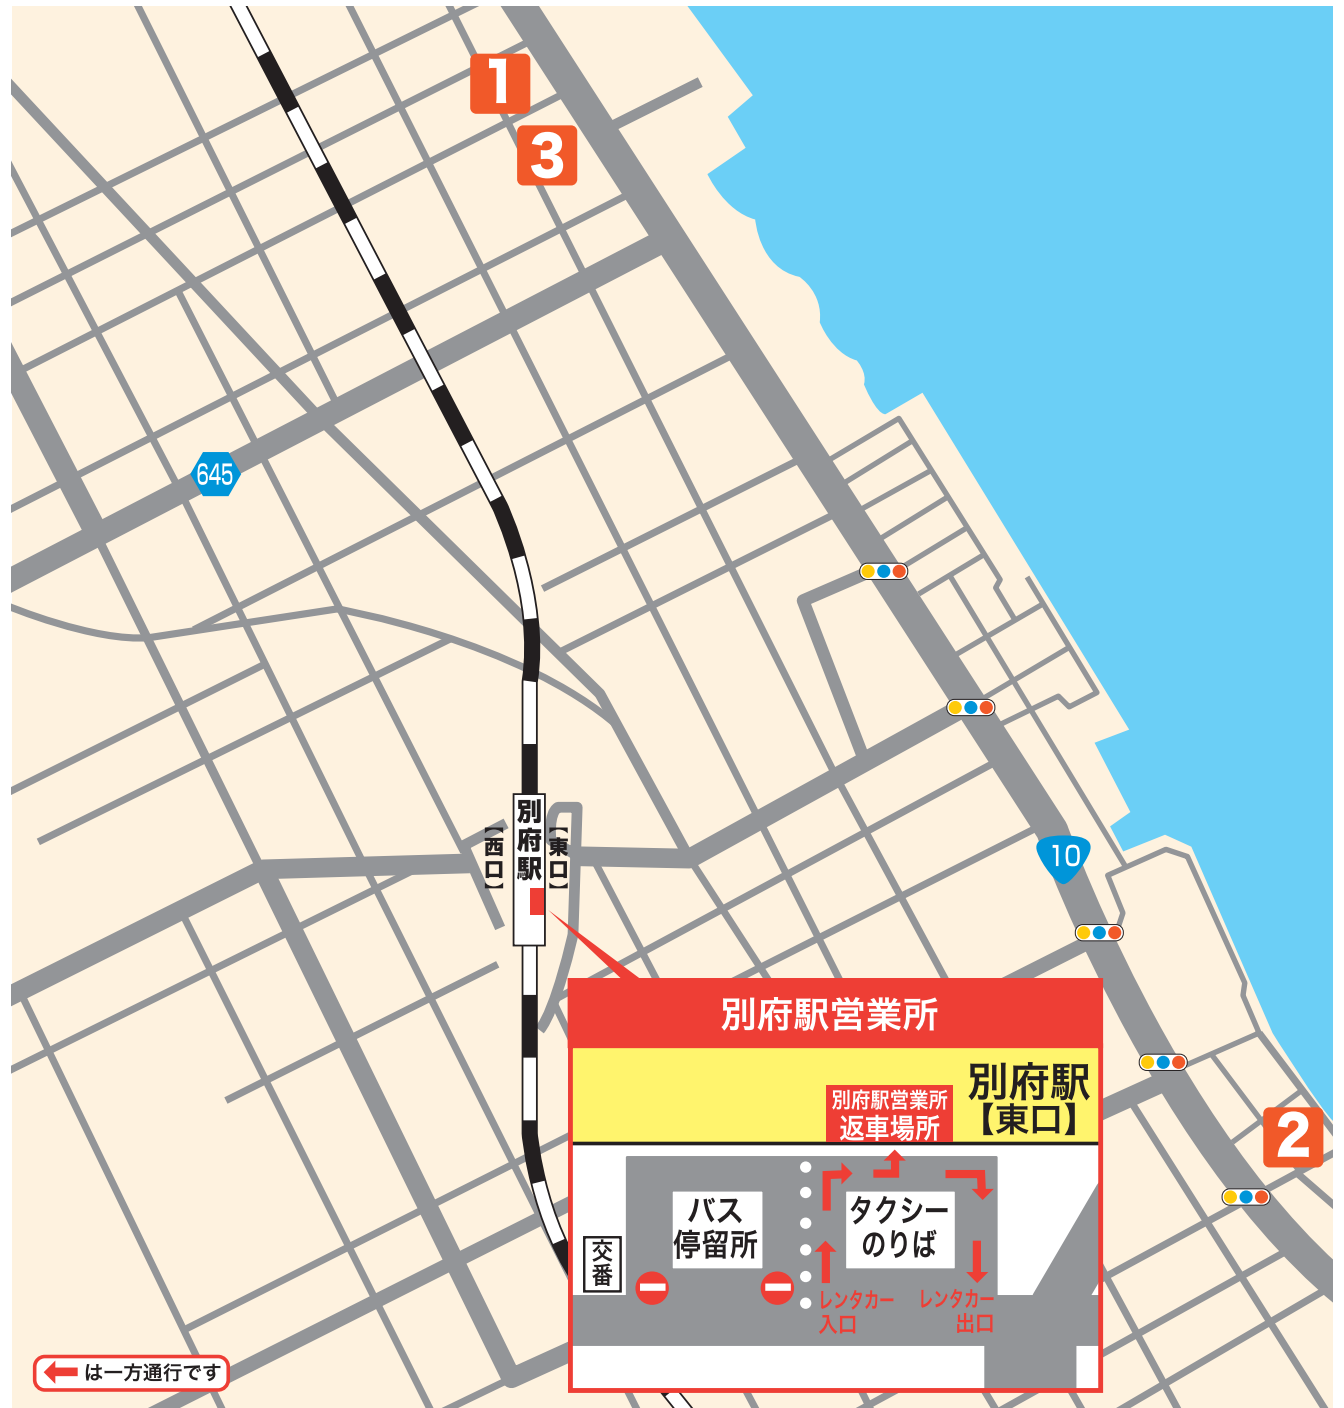 1
3
645
別府駅
【西口】
【東口】
10
別府駅営業所
別府駅
【東口】
別府駅営業所
返車場所
2
バス
停留所
タクシー
のりば
交番
レンタカー
入口
レンタカー
出口
は一方通行です